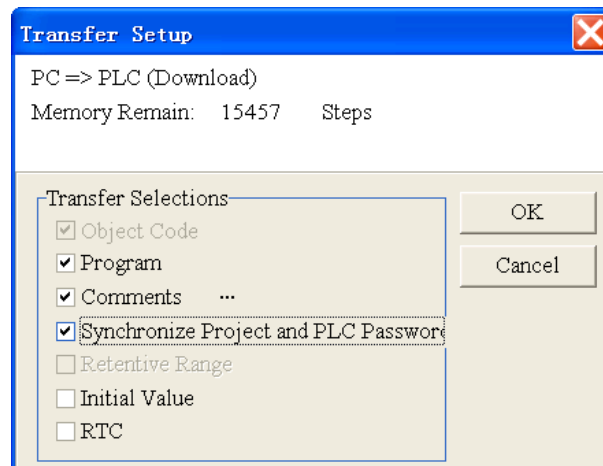 Transfer Setup
PC => PLC (Download)
Memory Remain: 15457 Steps
Transfer Selections
Object Code
Program
Comments ...
Synchronize Project and PLC Passwor
Retentive Range
Initial Value
RTC
OK
Cancel